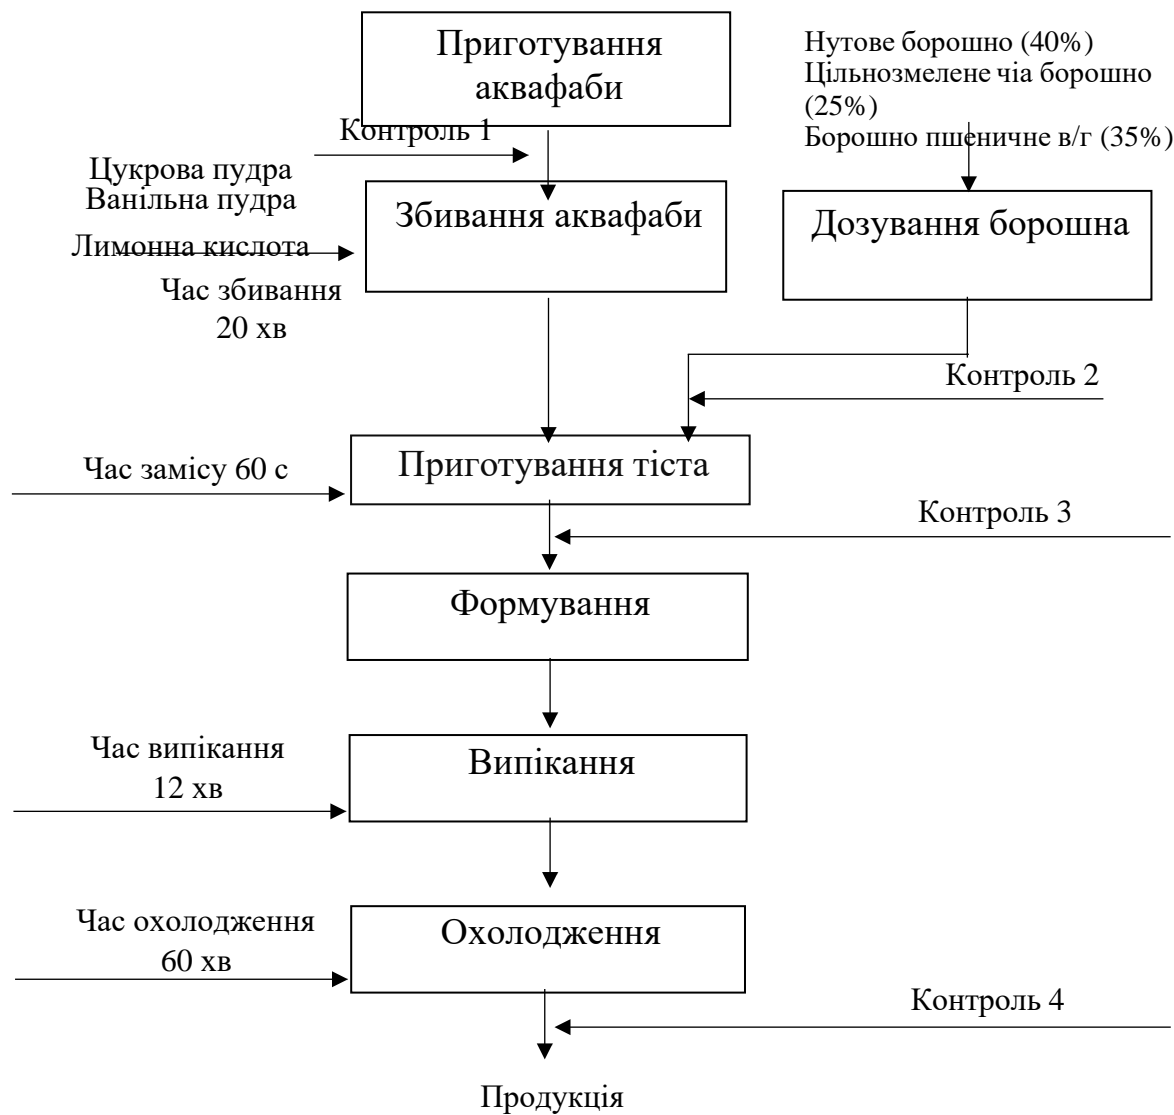 Приготування
аквафаби
Нутове борошно (40%)
Цільнозмелене чіа борошно
(25%)
Борошно пшеничне в/г (35%)
Контроль 1
Цукрова пудра
Ванільна пудра
Лимонна кислота
Збивання аквафаби
Дозування борошна
Час збивання
20 хв
Контроль 2
Час замісу 60 с
Приготування тіста
Контроль 3
Формування
Час випікання
12 хв
Випікання
Час охолодження
60 хв
Охолодження
Контроль 4
Продукція